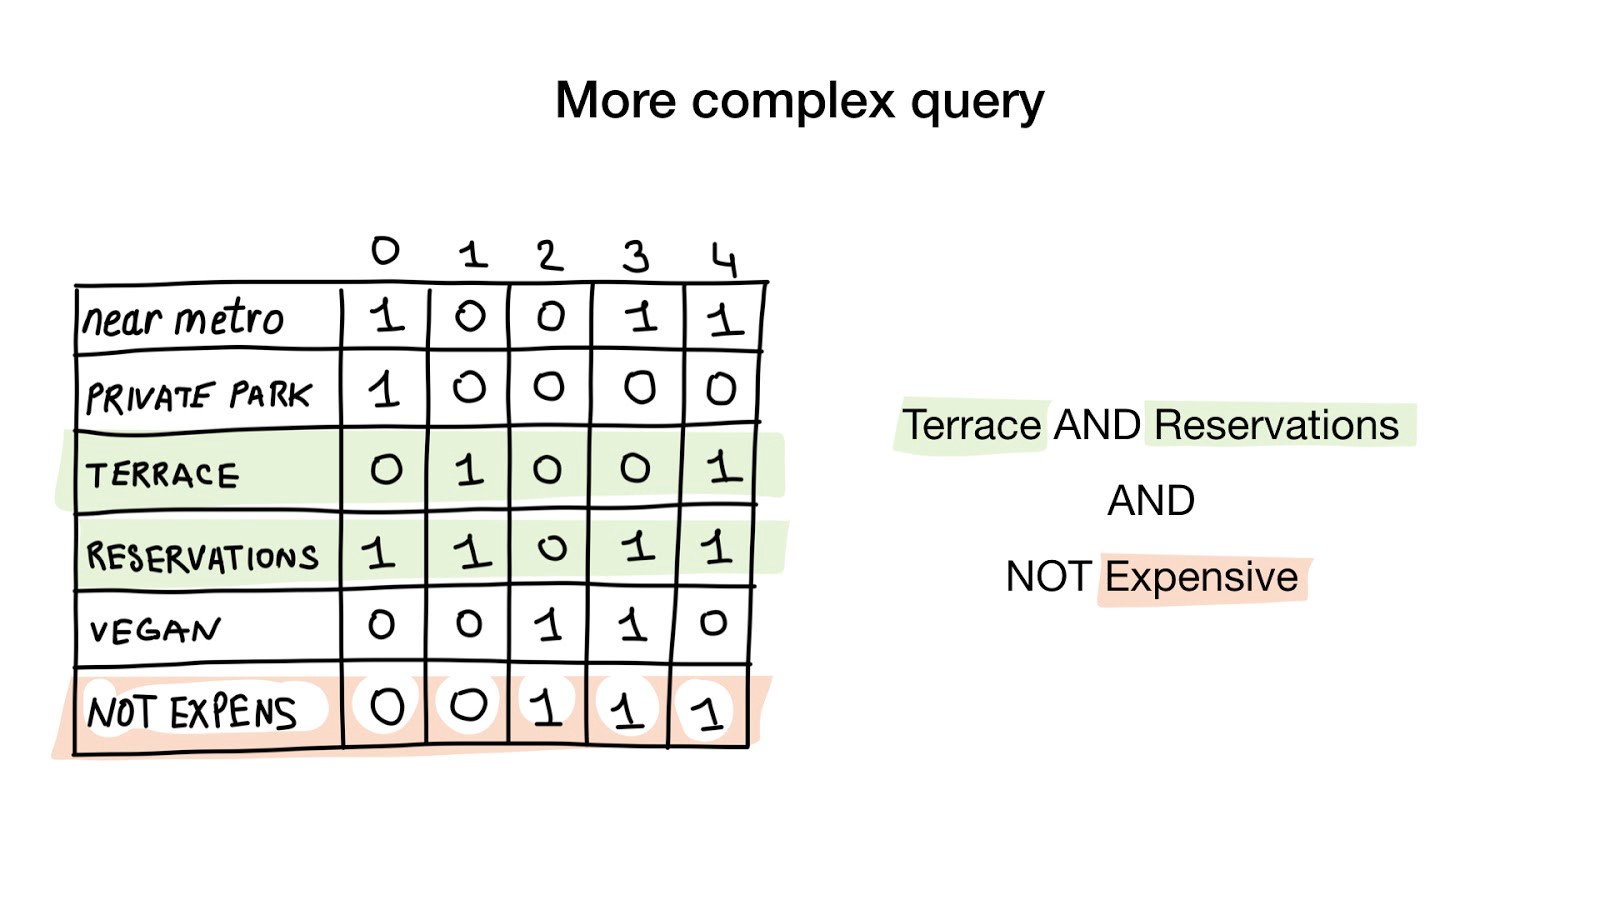 More complex query
0 1 2 3 4
near metro 1 0 0 1 1
PRIVATE PARK 1 0 0 0 0
TERRACE 0 1 0 0 1
RESERVATIONS 1 1 0 1 1
VEGAN 0 0 1 1 0
NOT EXPENS 0 0 1 1 1
Terrace AND Reservations
AND
NOT Expensive